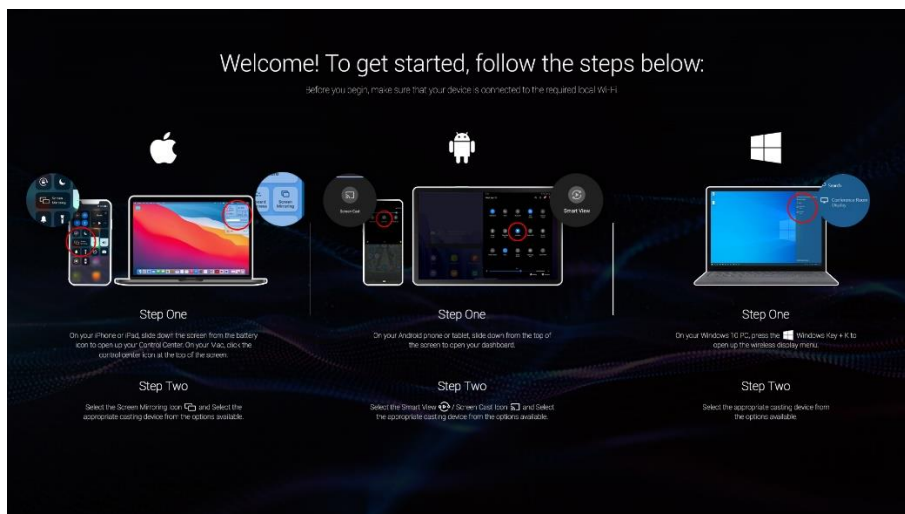 Welcome! To get started, follow the steps below:
Before you begin, make sure that your device is connected to the required local Wi-Fi
Screen
Mirroring
Screen
Mirroring
Screen Cast
Smart View
Search
Conference Room
Step One
On your iPhone or iPad, slide down the screen from the battery
icon to open up your Control Center. On your Mac, click the
control center icon at the top of the screen.
Step Two
Select the Screen Mirroring Icon and Select the
appropriate casting device from the options available.
Step One
On your Android phone or tablet, slide down from the top of
the screen to open your dashboard.
Step Two
Select the Smart View / Screen Cast Icon and Select
the appropriate casting device from the options available.
Step One
On your Windows 10 PC, press the Windows Key + K to
open up the wireless display menu.
Step Two
Select the appropriate casting device from
the options available